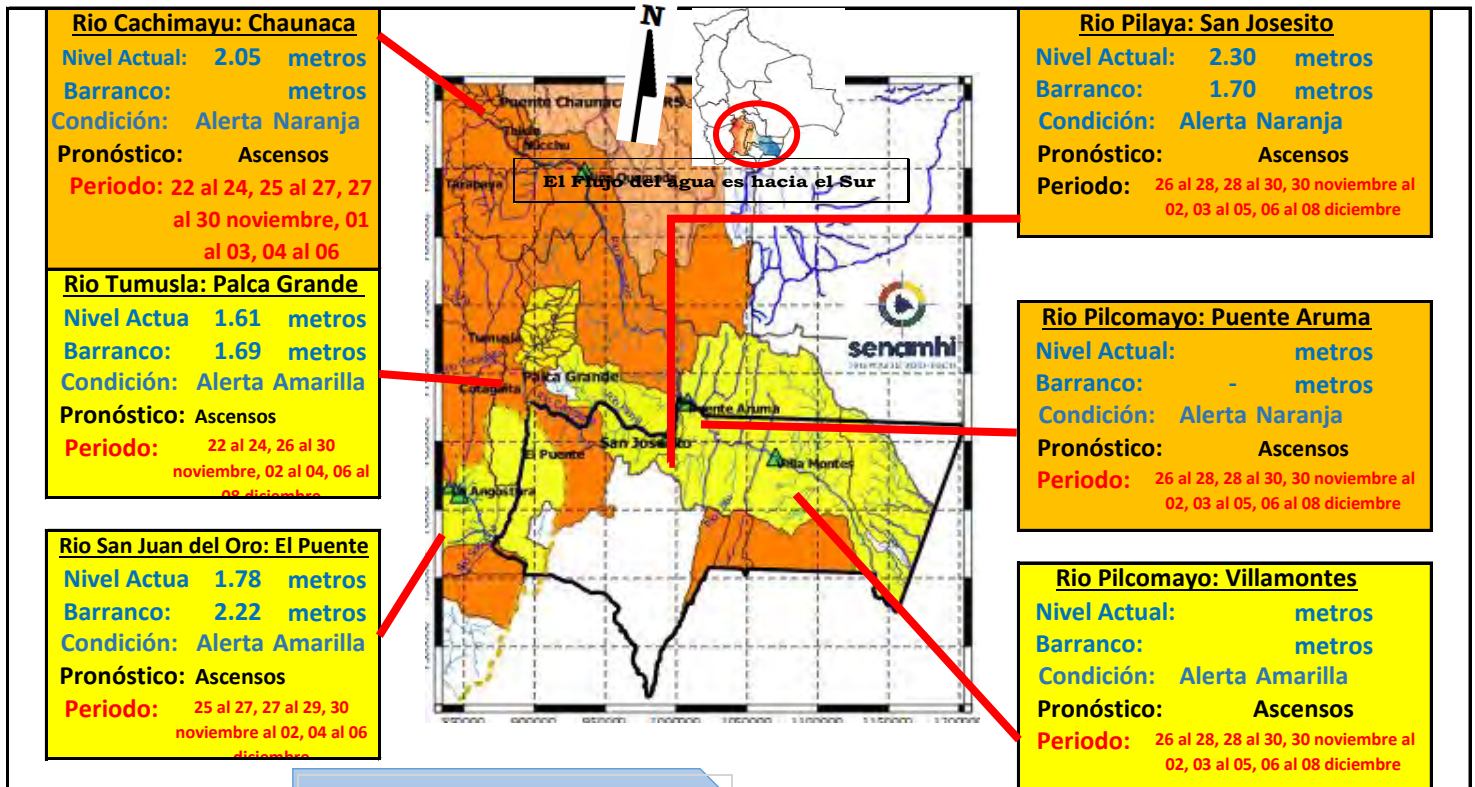 Rio Cachimayu: Chaunaca
Nivel Actual: 2.05 metros
Barranco: metros
Condición: Alerta Naranja
Pronóstico: Ascensos
Periodo: 22 al 24, 25 al 27, 27
al 30 noviembre, 01
al 03, 04 al 06
Rio Tumusla: Palca Grande
Nivel Actua 1.61 metros
Barranco: 1.69 metros
Condición: Alerta Amarilla
Pronóstico: Ascensos
Periodo: 22 al 24, 26 al 30
noviembre, 02 al 04, 06 al
08 diciembre
Rio San Juan del Oro: El Puente
Nivel Actua 1.78 metros
Barranco: 2.22 metros
Condición: Alerta Amarilla
Pronóstico: Ascensos
Periodo: 25 al 27, 27 al 29, 30
noviembre al 02, 04 al 06
diciembre
N
Puente Chaunaca
Tarabaya
El Flujo del agua es hacia el Sur
Tumusla
Palca Grande
Cotagaita
Puente Aruma
San Josesito
El Puente
Villa Montes
Angostura
senamhi
900000
1000000
1050000
1100000
1150000
Rio Pilaya: San Josesito
Nivel Actual: 2.30 metros
Barranco: 1.70 metros
Condición: Alerta Naranja
Pronóstico: Ascensos
Periodo: 26 al 28, 28 al 30, 30 noviembre al
02, 03 al 05, 06 al 08 diciembre
Rio Pilcomayo: Puente Aruma
Nivel Actual: metros
Barranco: - metros
Condición: Alerta Naranja
Pronóstico: Ascensos
Periodo: 26 al 28, 28 al 30, 30 noviembre al
02, 03 al 05, 06 al 08 diciembre
Rio Pilcomayo: Villamontes
Nivel Actual: metros
Barranco: metros
Condición: Alerta Amarilla
Pronóstico: Ascensos
Periodo: 26 al 28, 28 al 30, 30 noviembre al
02, 03 al 05, 06 al 08 diciembre